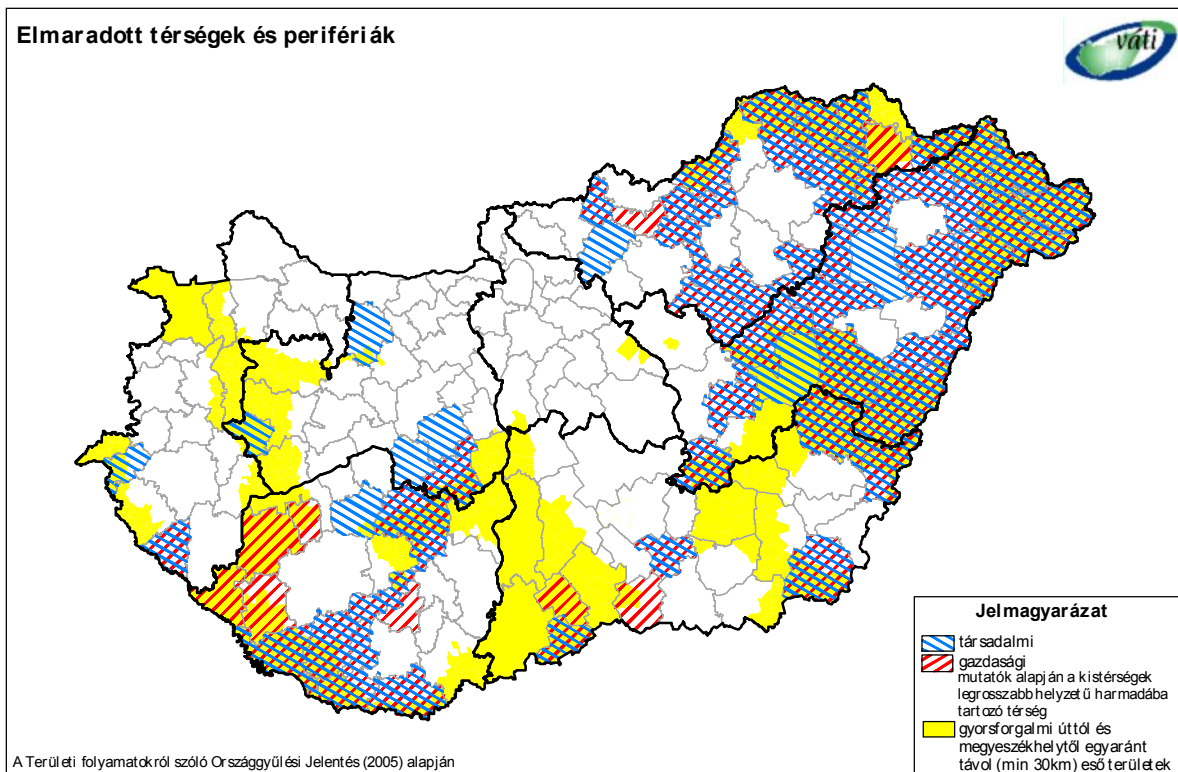 Elmaradott térségek és perifériák
váti
Jelmagyarázat
társadalmi
gazdasági
mutatók alapján a kistérségek
legrosszabb helyzetű harmadába
tartozó térség
gyorsforgalmi úttól és
megyeszékhelytől egyaránt
távol (min 30km) eső területek
A Területi folyamatokról szóló Országgyűlési Jelentés (2005) alapján